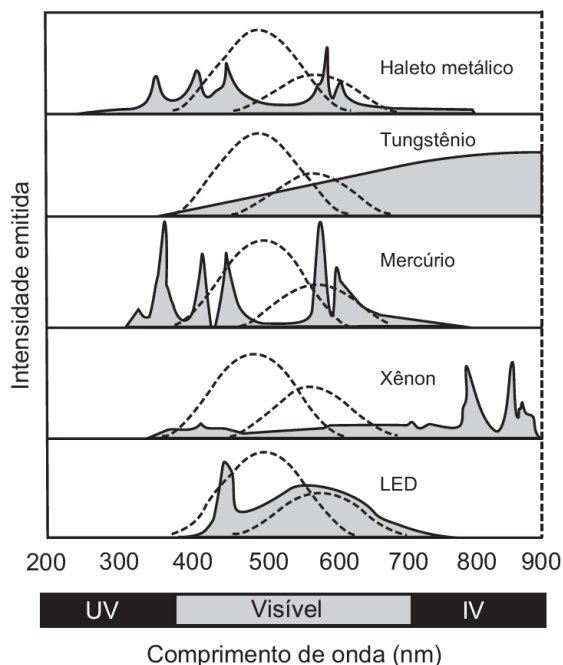 Intensidade emitida
Haleto metálico
Tungstênio
Mercúrio
Xênon
LED
200 300 400 500 600 700 800 900
UV Visível IV
Comprimento de onda (nm)